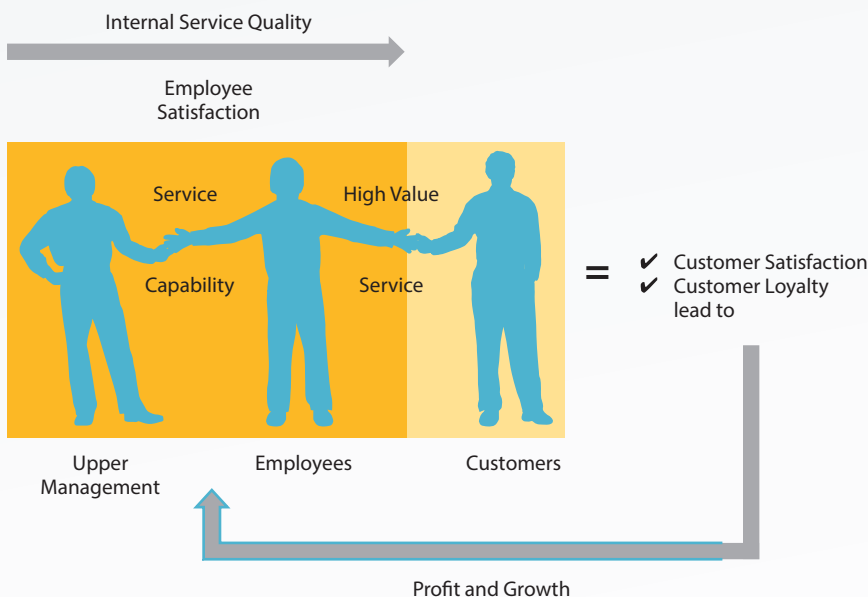 Internal Service Quality
Employee
Satisfaction
Service
High Value
Capability
Service
= ✔ Customer Satisfaction
✔ Customer Loyalty
lead to
Upper
Management
Employees
Customers
Profit and Growth